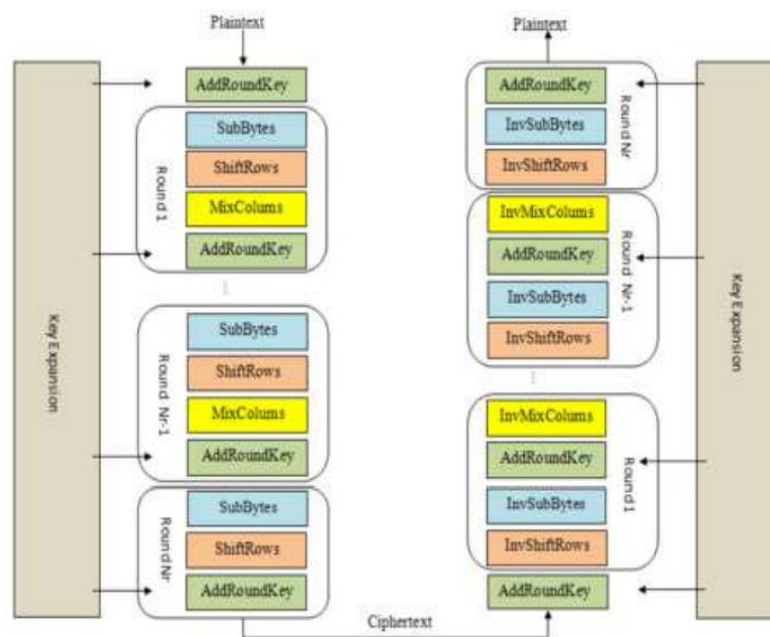 Plaintext
Key Expansion
AddRoundKey
Round 1
SubBytes
ShiftRows
MixColums
AddRoundKey
...
Round Nr-1
SubBytes
ShiftRows
MixColums
AddRoundKey
Round Nr
SubBytes
ShiftRows
AddRoundKey
Ciphertext
Plaintext
AddRoundKey
InvSubBytes
InvShiftRows
Round Nr
InvMixColums
AddRoundKey
InvSubBytes
InvShiftRows
Round Nr-1
...
InvMixColums
AddRoundKey
InvSubBytes
InvShiftRows
Round1
AddRoundKey
Key Expansion